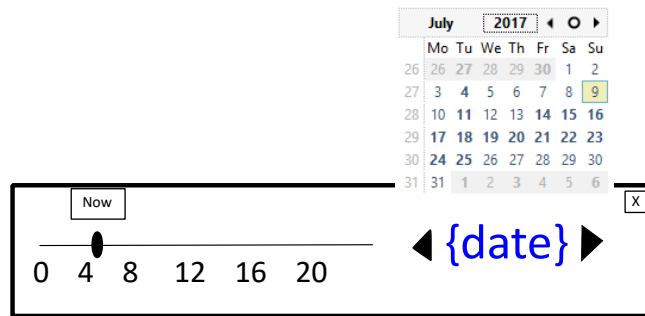 July 2017
Mo Tu We Th Fr Sa Su
26 26 27 28 29 30 1 2
27 3 4 5 6 7 8 9
28 10 11 12 13 14 15 16
29 17 18 19 20 21 22 23
30 24 25 26 27 28 29 30
31 31 1 2 3 4 5 6
Now
X
{date}
0 4 8 12 16 20